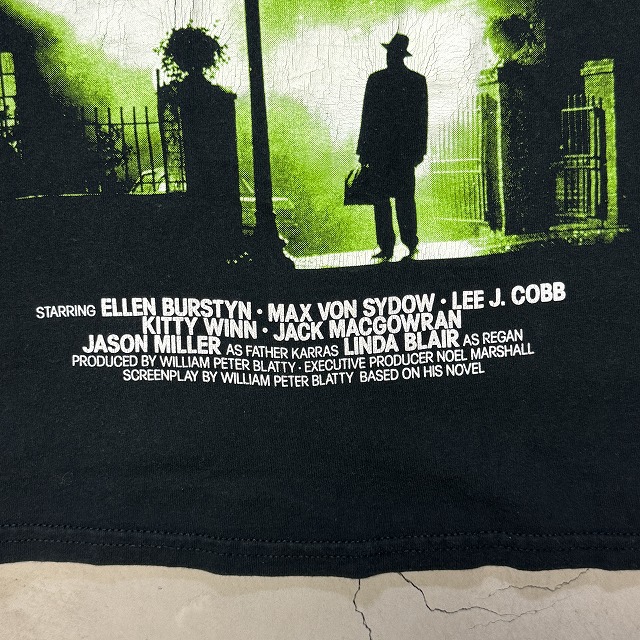 STARRING ELLEN BURSTYN · MAX VON SYDOW · LEE J. COBB
KITTY WINN · JACK MACGOWRAN
JASON MILLER AS FATHER KARRAS LINDA BLAIR AS REGAN
PRODUCED BY WILLIAM PETER BLATTY · EXECUTIVE PRODUCER NOEL MARSHALL
SCREENPLAY BY WILLIAM PETER BLATTY BASED ON HIS NOVEL